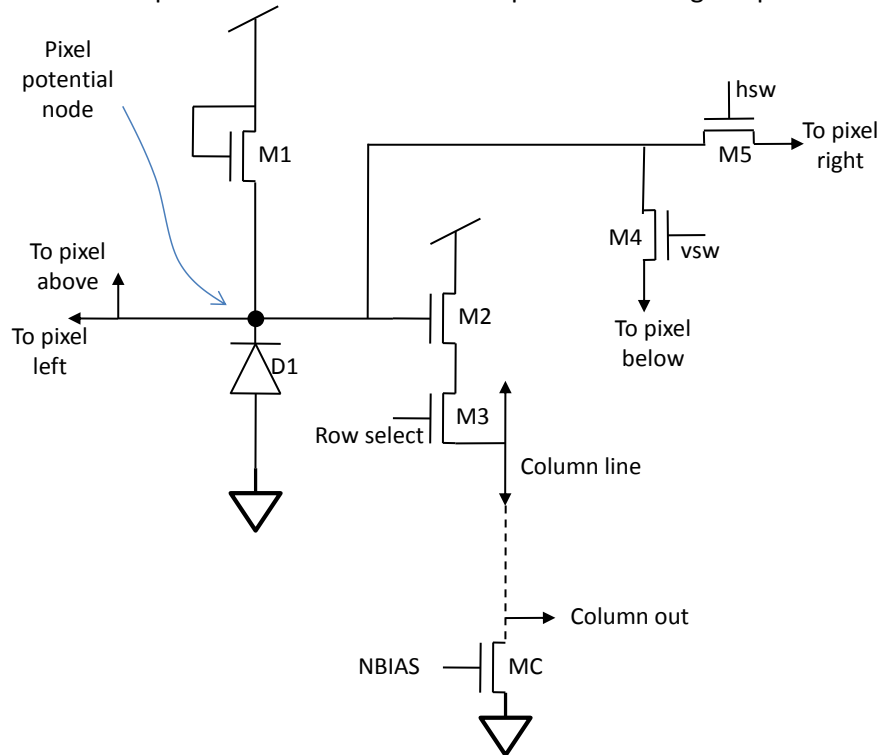 Pixel
potential
node
hsw
M1
M5
To pixel
right
M4
vsw
To pixel
above
M2
To pixel
left
To pixel
below
D1
M3
Row select
Column line
Column out
NBIAS
MC